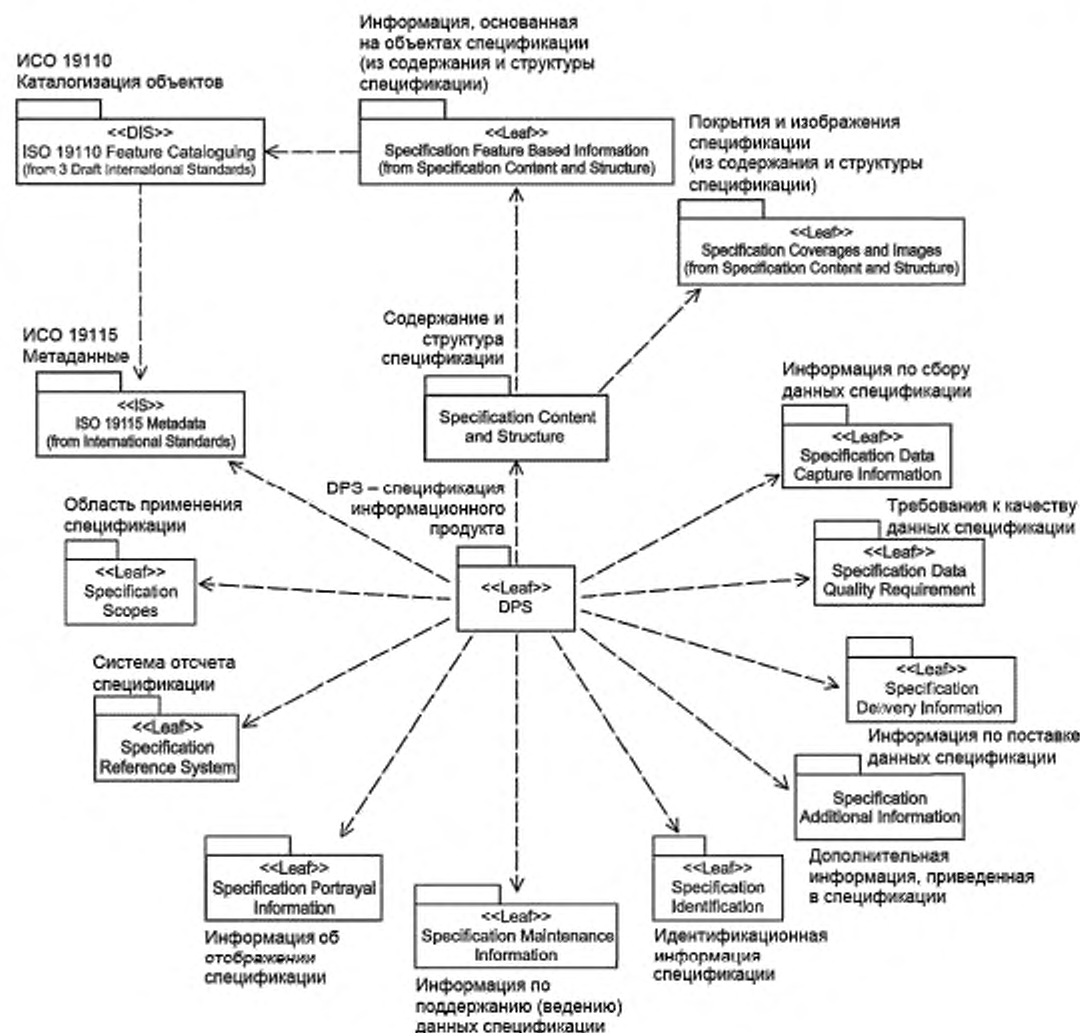 Информация, основанная
на объектах спецификации
(из содержания и структуры
спецификации)
ИСО 19110
Каталогизация объектов
<<DIS>>
ISO 19110 Feature Cataloguing
(from 3 Draft International Standards)
<<Leaf>>
Specification Feature Based Information
(from Specification Content and Structure)
Покрытия и изображения
спецификации
(из содержания и структуры
спецификации)
<<Leaf>>
Specification Coverages and Images
(from Specification Content and Structure)
Содержание и
структура
спецификации
ИСО 19115
Метаданные
<<IS>>
ISO 19115 Metadata
(from International Standards)
Specification Content
and Structure
Информация по сбору
данных спецификации
<<Leaf>>
Specification Data
Capture Information
DPS – спецификация
информационного
продукта
Область применения
спецификации
<<Leaf>>
Specification
Scopes
<<Leaf>>
DPS
Требования к качеству
данных спецификации
<<Leaf>>
Specification Data
Quality Requirement
Система отсчета
спецификации
<<Leaf>>
Specification
Reference System
<<Leaf>>
Specification
Delivery Information
Информация по поставке
данных спецификации
Specification
Additional Information
Дополнительная
информация, приведенная
в спецификации
<<Leaf>>
Specification Portrayal
Information
Информация об
отображении
спецификации
<<Leaf>>
Specification Maintenance
Information
Информация по
поддержанию (ведению)
данных спецификации
<<Leaf>>
Specification
Identification
Идентификационная
информация
спецификации